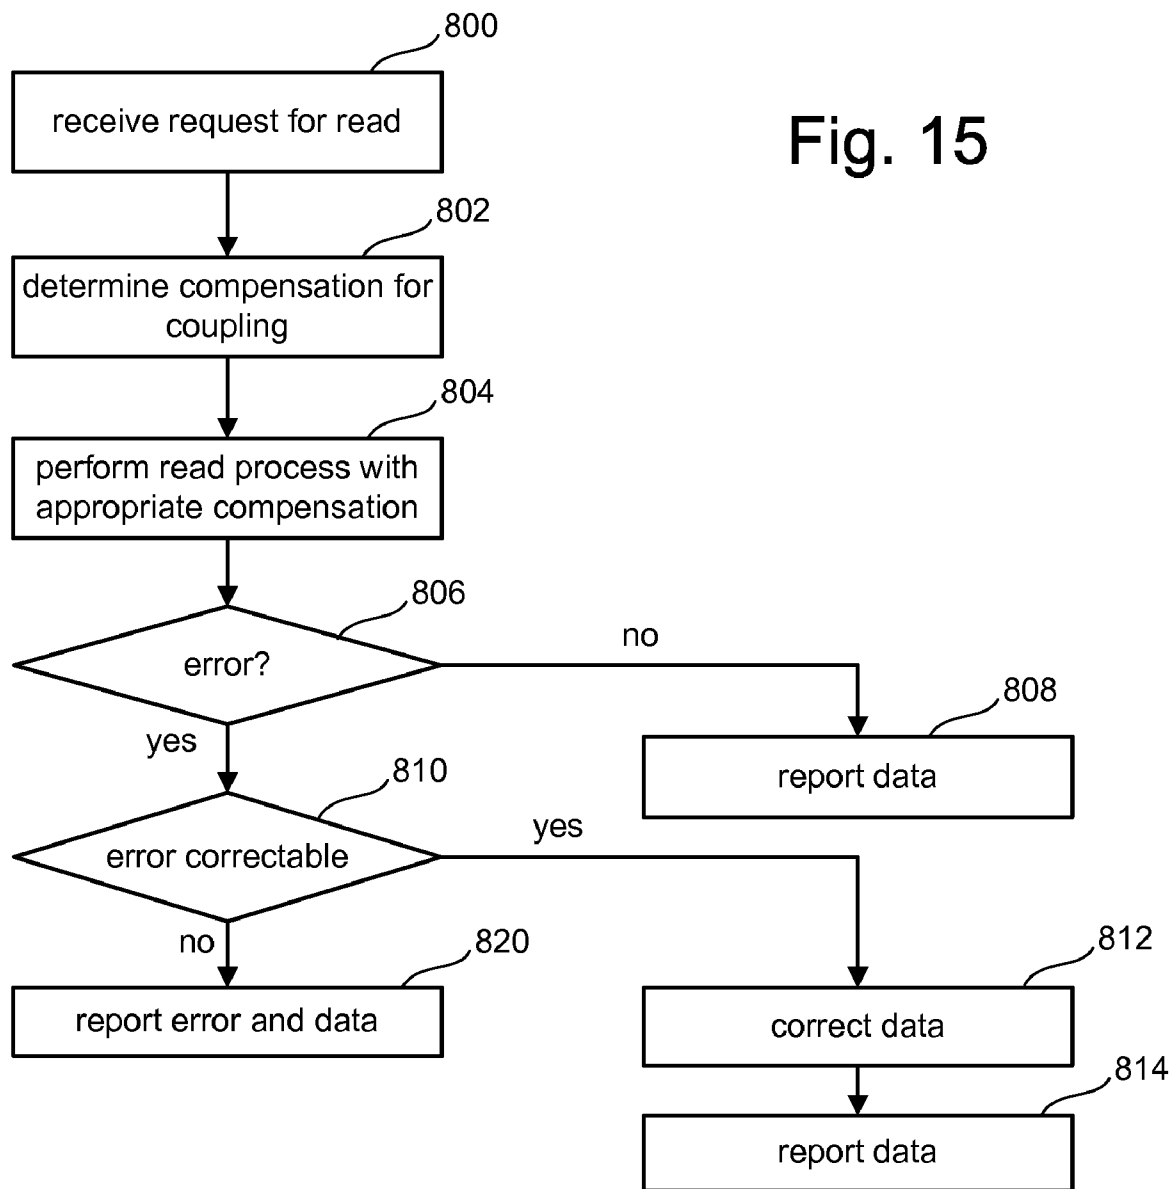 800
receive request for read
Fig. 15
802
determine compensation for
coupling
804
perform read process with
appropriate compensation
806
error?
no
808
report data
yes
810
error correctable
yes
no
820
report error and data
812
correct data
814
report data